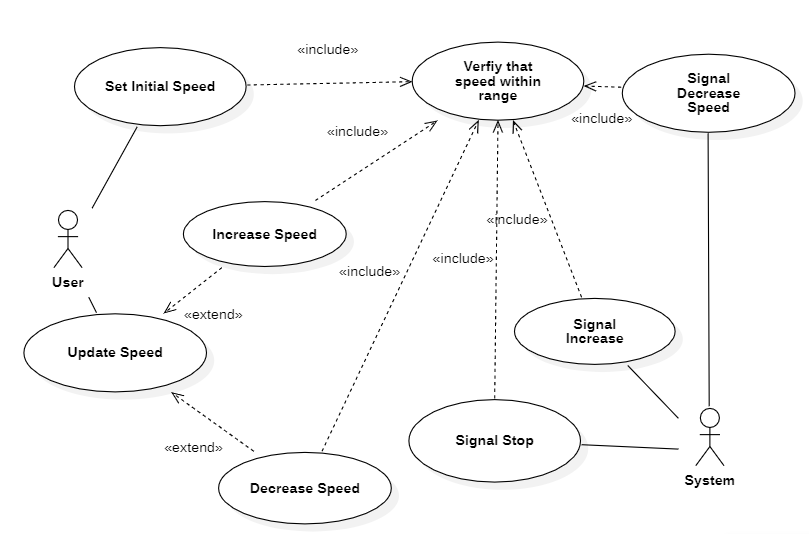 «include»
Set Initial Speed
Verfiy that
speed within
range
Signal
Decrease
Speed
«include»
«include»
Increase Speed
«include»
«include»
«include»
User
«extend»
Update Speed
Signal
Increase
«extend»
Signal Stop
Decrease Speed
System